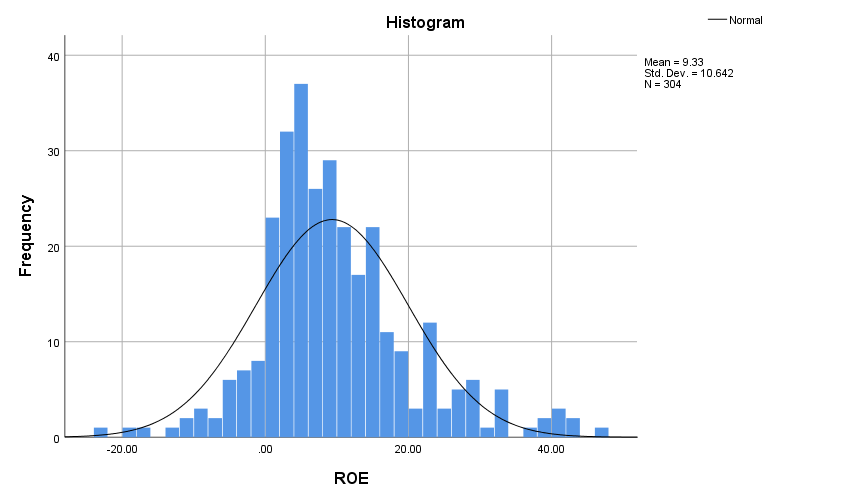 Histogram
Normal
Mean = 9.33
Std. Dev. = 10.642
N = 304
Frequency
40
30
20
10
0
-20.00 .00 20.00 40.00
ROE